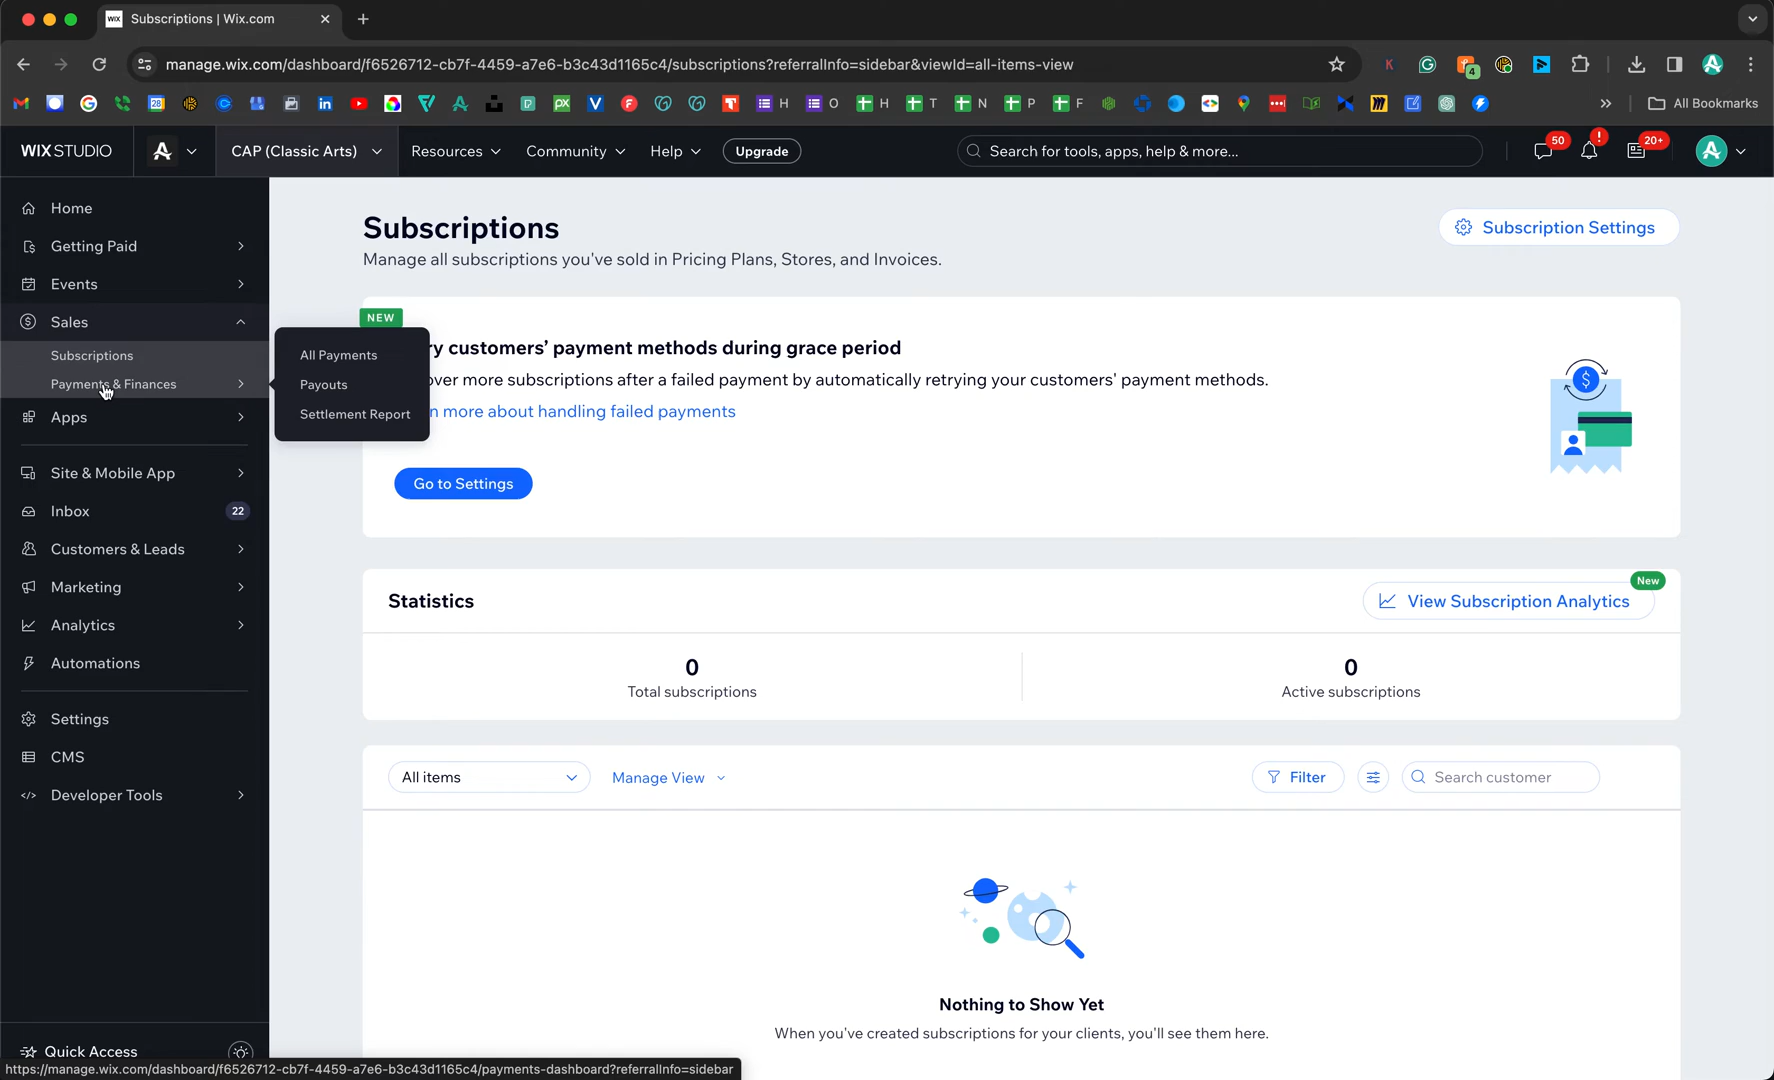 WIX Subscriptions | Wix.com
manage.wix.com/dashboard/f6526712-cb7f-4459-a7e6-b3c43d1165c4/subscriptions?referralInfo=sidebar&viewId=all-items-view
K
4
28
H O H T N P F
All Bookmarks
WIX STUDIO
CAP (Classic Arts)
Resources
Community
Help
Upgrade
Search for tools, apps, help & more...
50
!
20+
Home
Getting Paid
Events
Sales
Subscriptions
Payments & Finances
All Payments
Payouts
Settlement Report
Apps
Site & Mobile App
Inbox 22
Customers & Leads
Marketing
Analytics
Automations
Settings
CMS
Developer Tools
Quick Access
Subscriptions
Subscription Settings
Manage all subscriptions you've sold in Pricing Plans, Stores, and Invoices.
NEW
ry customers’ payment methods during grace period
over more subscriptions after a failed payment by automatically retrying your customers' payment methods.
n more about handling failed payments
Go to Settings
Statistics
New
View Subscription Analytics
0
Total subscriptions
0
Active subscriptions
All items
Manage View
Filter
Search customer
Nothing to Show Yet
When you've created subscriptions for your clients, you'll see them here.
https://manage.wix.com/dashboard/f6526712-cb7f-4459-a7e6-b3c43d1165c4/payments-dashboard?referralInfo=sidebar